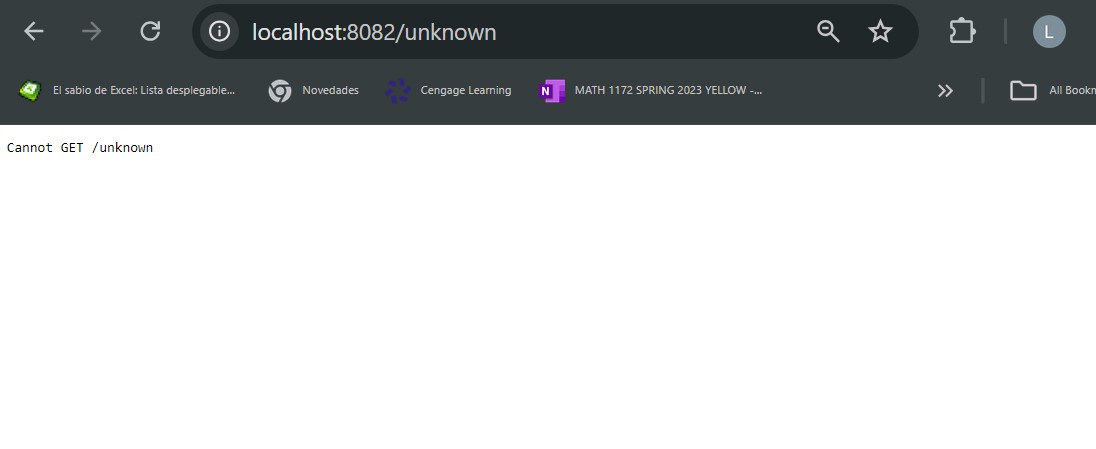 localhost:8082/unknown
L
El sabio de Excel: Lista desplegable...
Novedades
Cengage Learning
N
MATH 1172 SPRING 2023 YELLOW -...
All Bookm
Cannot GET /unknown